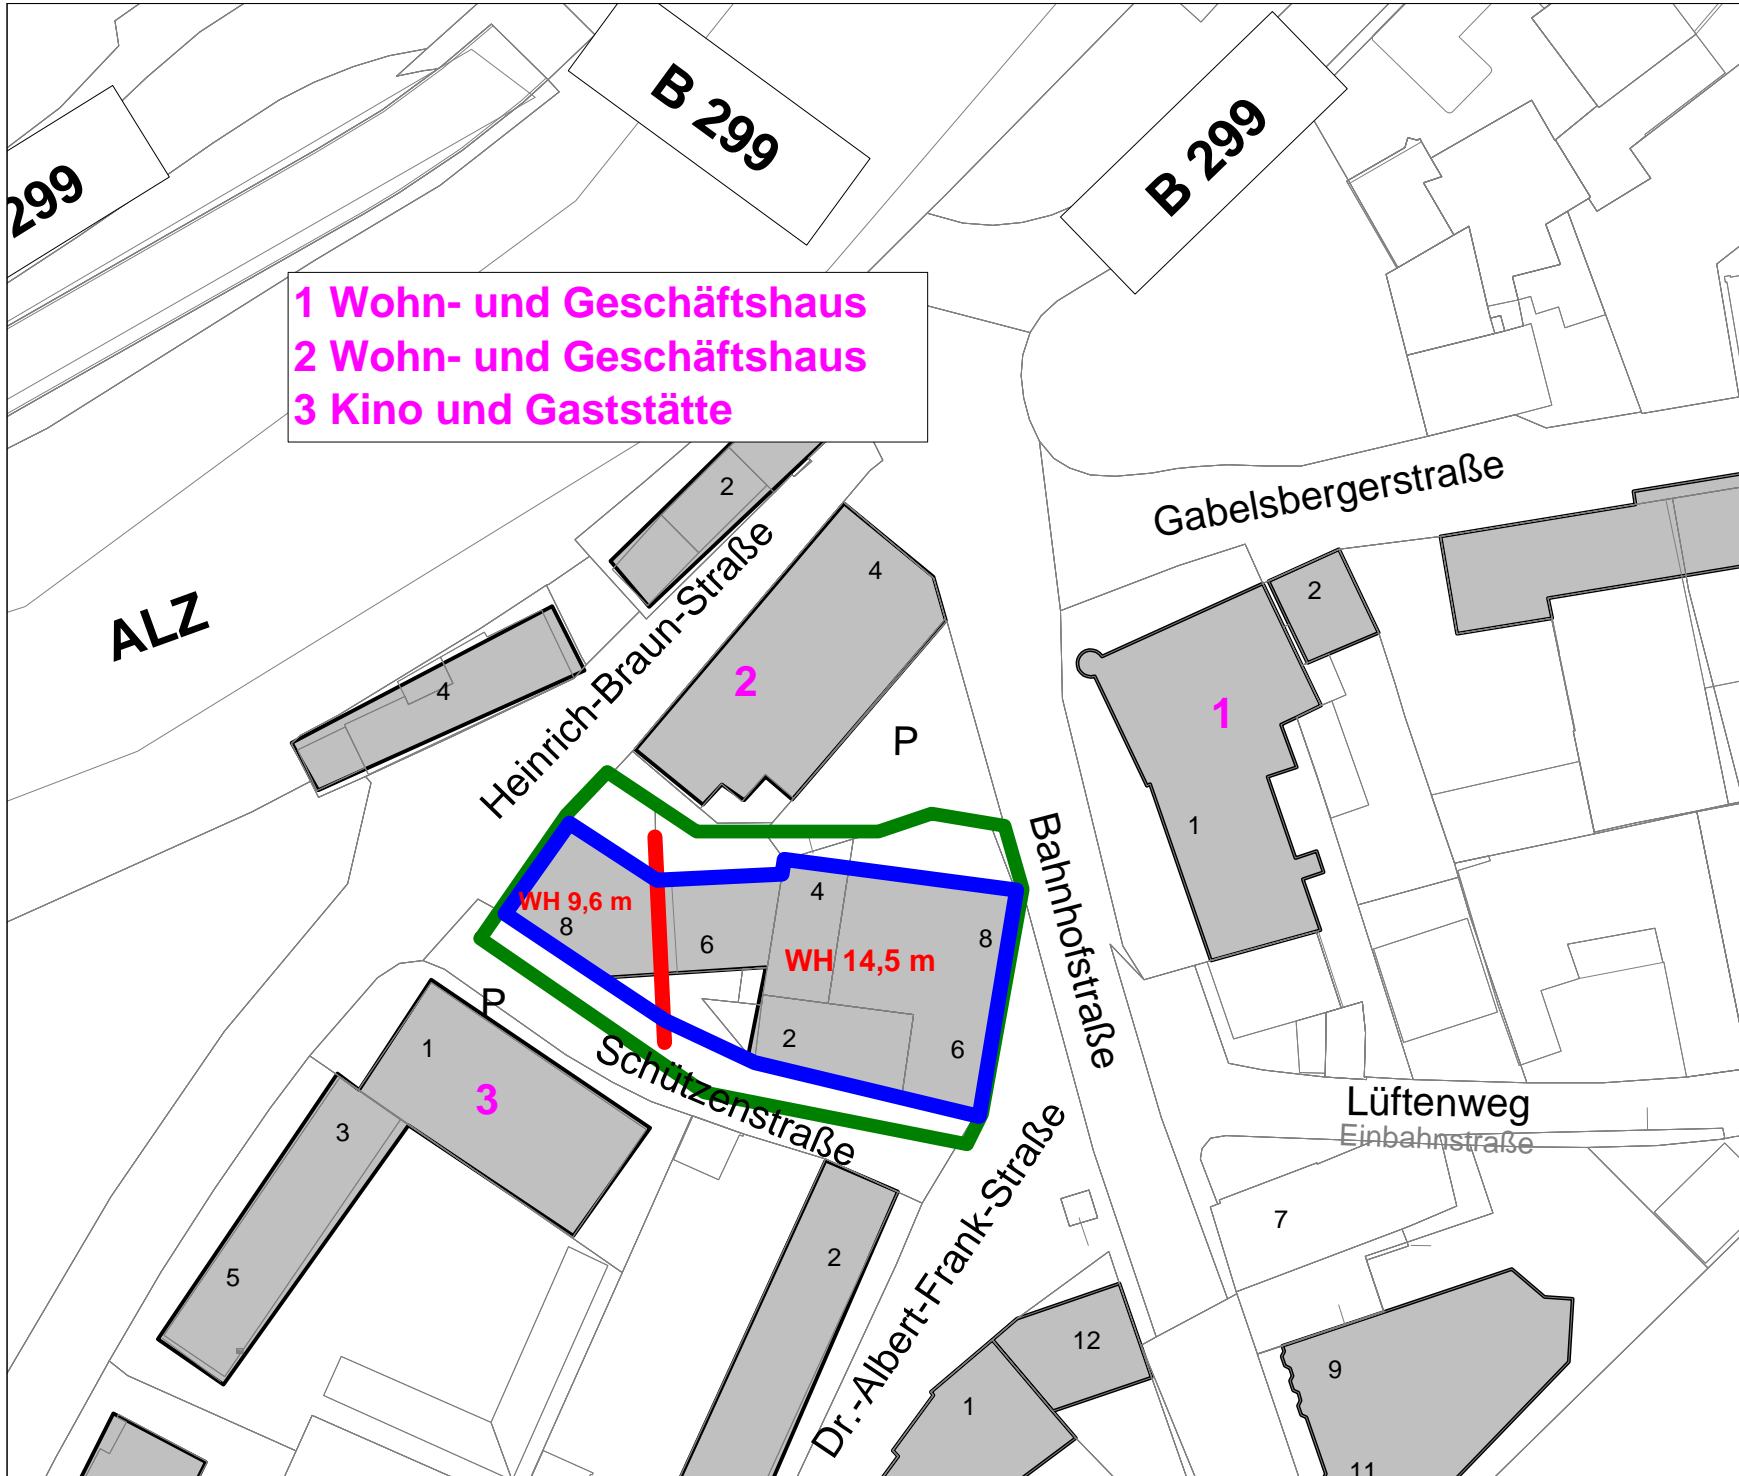 B 299
B 299
299
1 Wohn- und Geschäftshaus
2 Wohn- und Geschäftshaus
3 Kino und Gaststätte
2
Gabelsbergerstraße
4
2
ALZ
4
Heinrich-Braun-Straße
2
1
P
1
Bahnhofstraße
WH 9,6 m
8
6
4
8
WH 14,5 m
P
1
2
6
Schützenstraße
3
3
Lüftenweg
Einbahnstraße
5
2
7
Dr.-Albert-Frank-Straße
12
1
9
11